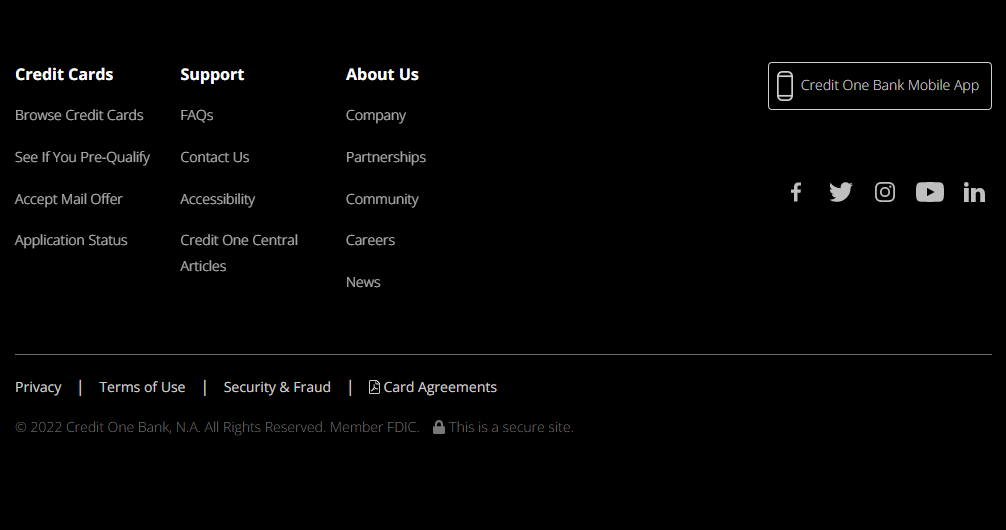 Credit Cards
Browse Credit Cards
See If You Pre-Qualify
Accept Mail Offer
Application Status
Support
FAQs
Contact Us
Accessibility
Credit One Central
Articles
About Us
Company
Partnerships
Community
Careers
News
Credit One Bank Mobile App
Privacy | Terms of Use | Security & Fraud | Card Agreements
© 2022 Credit One Bank, N.A. All Rights Reserved. Member FDIC. This is a secure site.